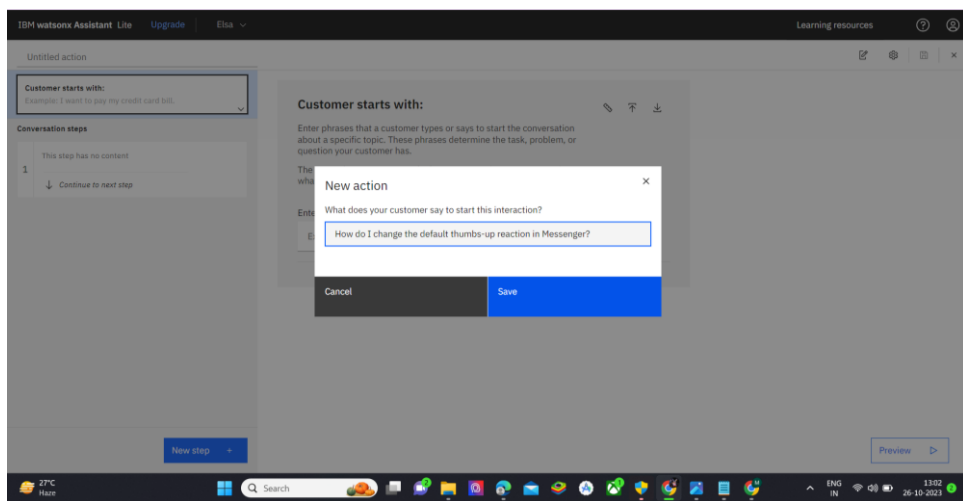 IBM watsonx Assistant Lite Upgrade Elsa Learning resources
Untitled action
Customer starts with:
Example: I want to pay my credit card bill.
Conversation steps
1
This step has no content
Continue to next step
New step +
Customer starts with:
Enter phrases that a customer types or says to start the conversation
about a specific topic. These phrases determine the task, problem, or
question your customer has.
The
wha
Ente
E
New action
What does your customer say to start this interaction?
How do I change the default thumbs-up reaction in Messenger?
Cancel Save
Preview
27°C
Haze
Search
ENG
IN
13:02
26-10-2023